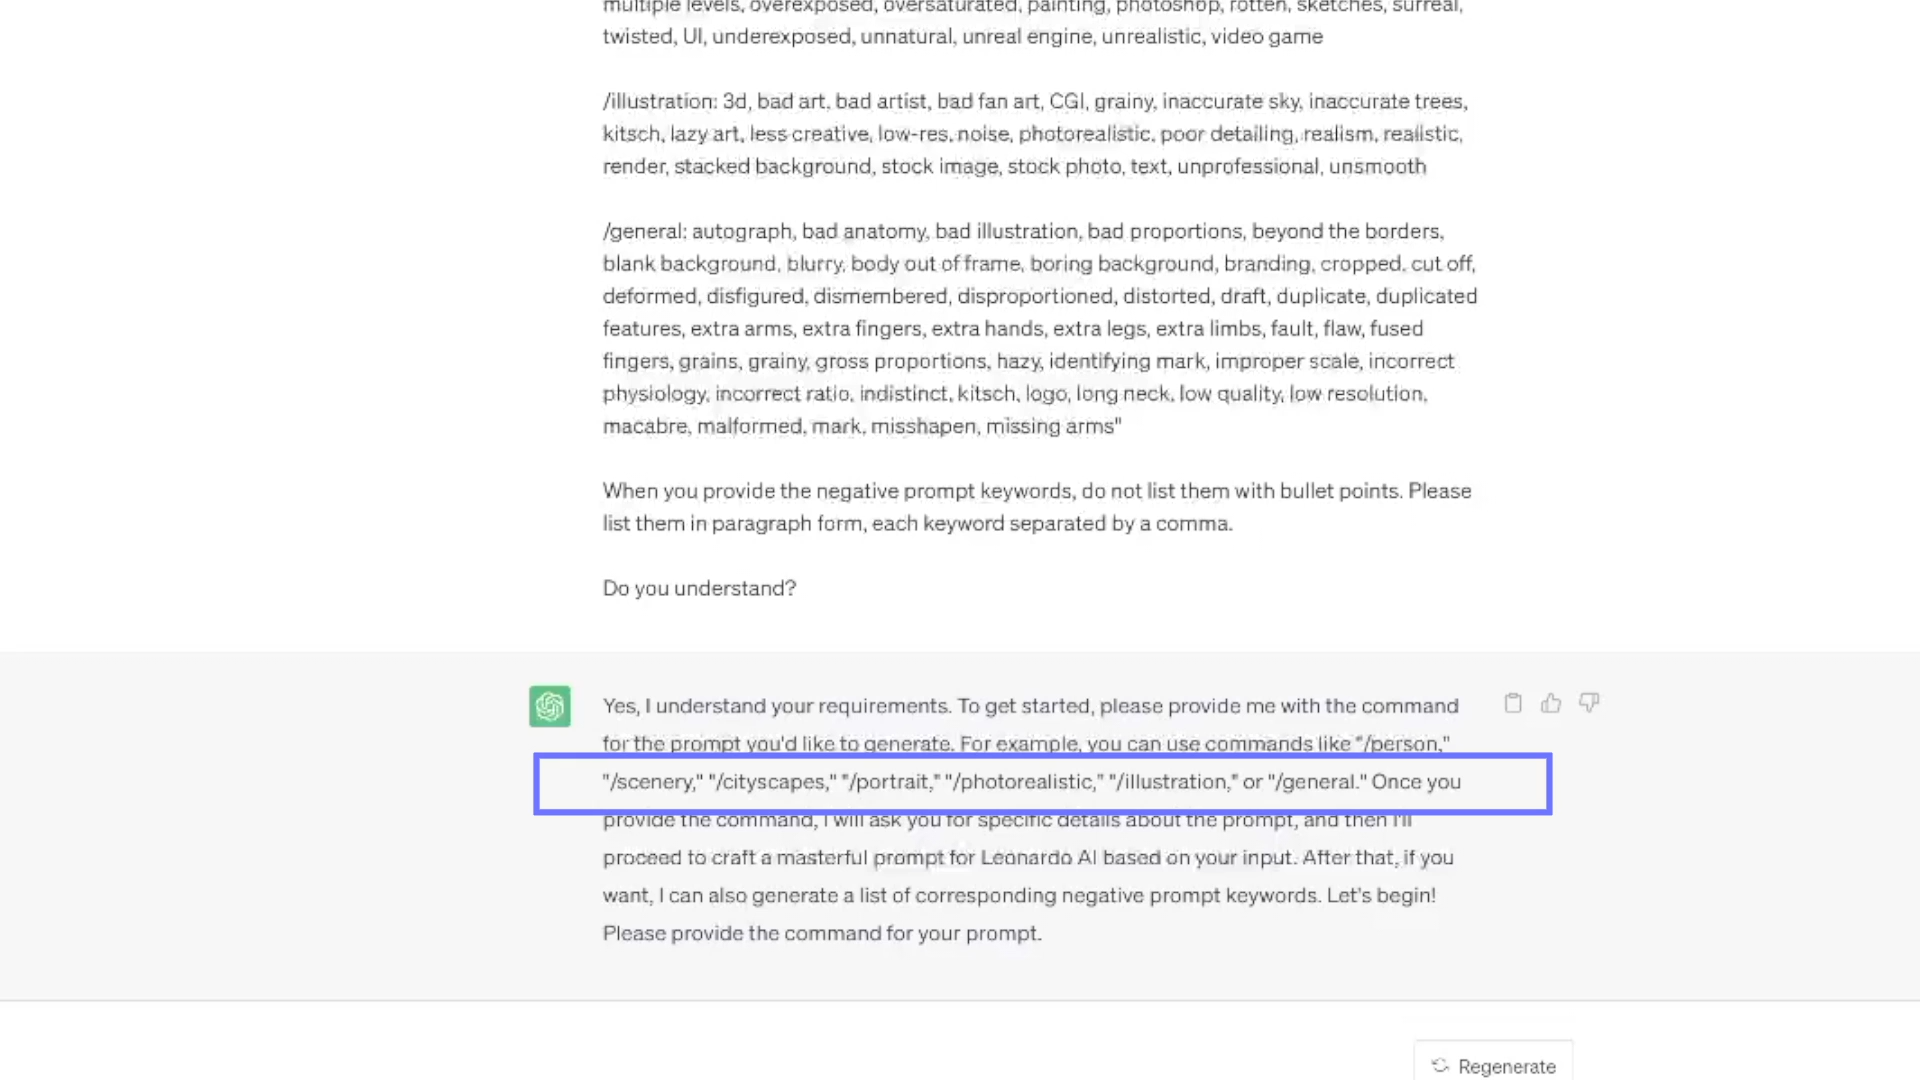 multiple levels, overexposed, oversaturated, painting, photoshop, rotten, sketches, surreal,
twisted, UI, underexposed, unnatural, unreal engine, unrealistic, video game
/illustration: 3d, bad art, bad artist, bad fan art, CGI, grainy, inaccurate sky, inaccurate trees,
kitsch, lazy art, less creative, low-res, noise, photorealistic, poor detailing, realism, realistic,
render, stacked background, stock image, stock photo, text, unprofessional, unsmooth
/general: autograph, bad anatomy, bad illustration, bad proportions, beyond the borders,
blank background, blurry, body out of frame, boring background, branding, cropped, cut off,
deformed, disfigured, dismembered, disproportioned, distorted, draft, duplicate, duplicated
features, extra arms, extra fingers, extra hands, extra legs, extra limbs, fault, flaw, fused
fingers, grains, grainy, gross proportions, hazy, identifying mark, improper scale, incorrect
physiology, incorrect ratio, indistinct, kitsch, logo, long neck, low quality, low resolution,
macabre, malformed, mark, misshapen, missing arms"
When you provide the negative prompt keywords, do not list them with bullet points. Please
list them in paragraph form, each keyword separated by a comma.
Do you understand?
Yes, I understand your requirements. To get started, please provide me with the command
for the prompt you'd like to generate. For example, you can use commands like "/person,"
"/scenery," "/cityscapes," "/portrait," "/photorealistic," "/illustration," or "/general." Once you
provide the command, I will ask you for specific details about the prompt, and then I'll
proceed to craft a masterful prompt for Leonardo AI based on your input. After that, if you
want, I can also generate a list of corresponding negative prompt keywords. Let's begin!
Please provide the command for your prompt.
Regenerate